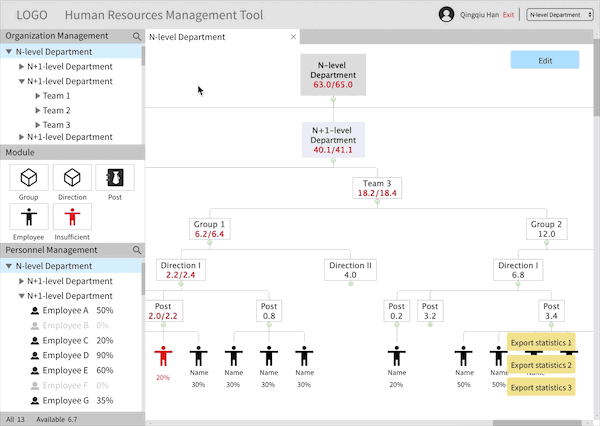 LOGO Human Resources Management Tool Qingqiu Han Exit N-level Department
Organization Management
N-level Department
N-level Department
N+1-level Department
N+1-level Department
Team 1
Team 2
Team 3
N+1-level Department
Module
Group Direction Post
Employee Insufficient
Personnel Management
N-level Department
N+1-level Department
N+1-level Department
Employee A 50%
Employee B 0%
Employee C 20%
Employee D 90%
Employee E 60%
Employee F 0%
Employee G 35%
All 13 Available 6.7
Edit
N-level
Department
63.0/65.0
N+1-level
Department
40.1/41.1
Team 3
18.2/18.4
Group 1
6.2/6.4
Group 2
12.0
Direction I
2.2/2.4
Direction II
4.0
Direction I
6.8
Post
2.0/2.2
Post
0.8
Post
0.2
Post
3.2
Post
3.4
20%
Name
30%
Name
30%
Name
30%
Name
30%
Name
20%
Name
50%
Name
50%
Export statistics 1
Export statistics 2
Export statistics 3